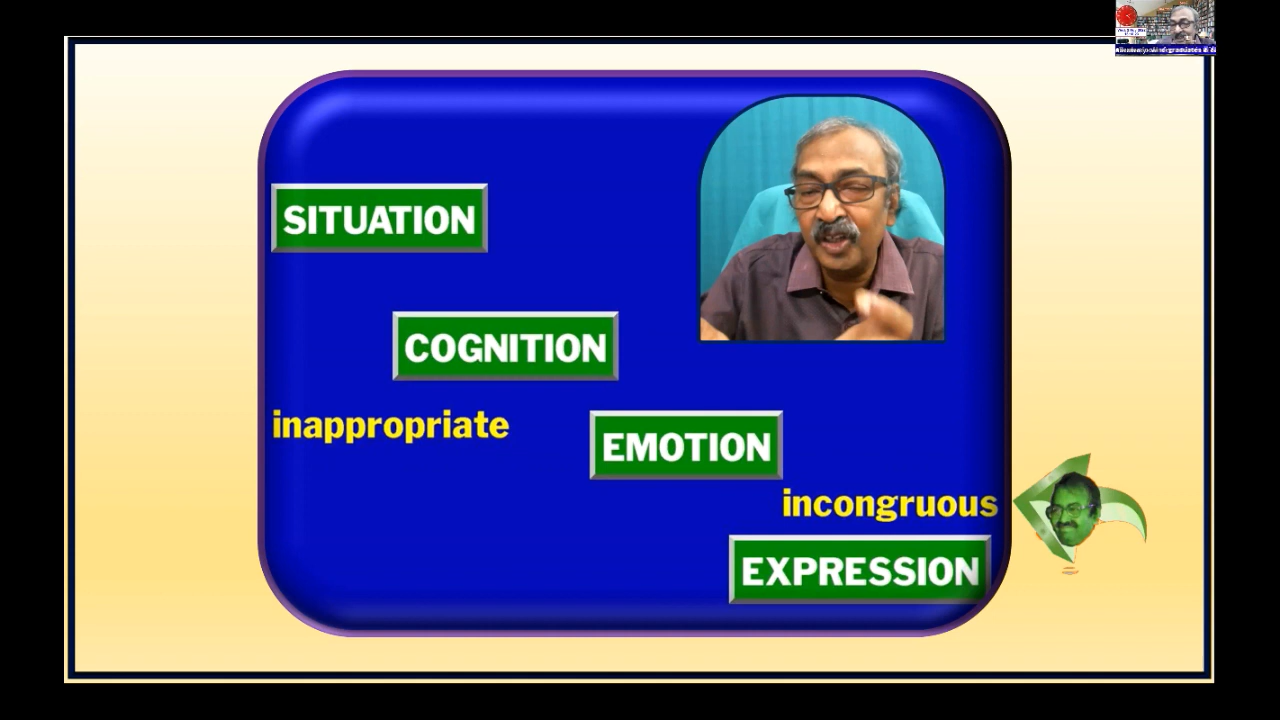 SITUATION
COGNITION
inappropriate
EMOTION
incongruous
EXPRESSION